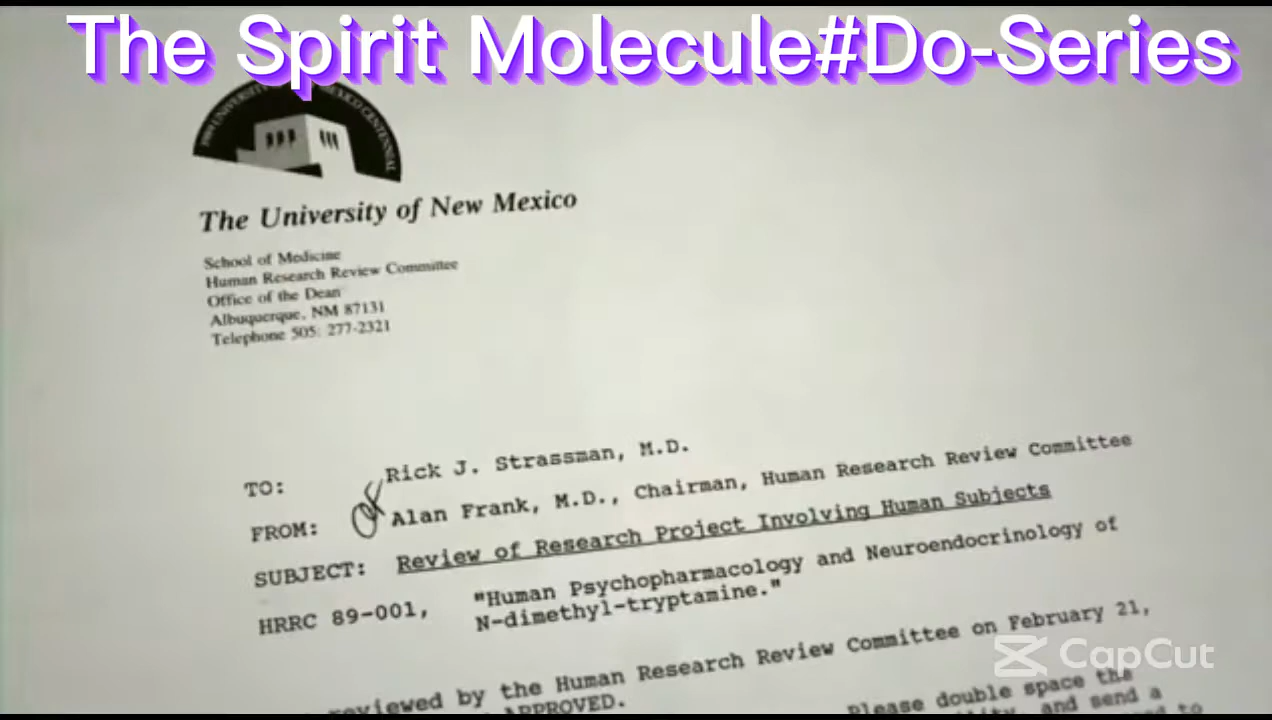 The Spirit Molecule#Do-Series
The University of New Mexico
School of Medicine
Human Research Review Committee
Office of the Dean
Albuquerque, NM 87131
Telephone 505: 277-2321
TO: Rick J. Strassman, M.D.
FROM: Alan Frank, M.D., Chairman, Human Research Review Committee
SUBJECT: Review of Research Project Involving Human Subjects
HRRC 89-001, "Human Psychopharmacology and Neuroendocrinology of
N-dimethyl-tryptamine."
reviewed by the Human Research Review Committee on February 21,
APPROVED. Please double space the
and send a
to
CapCut